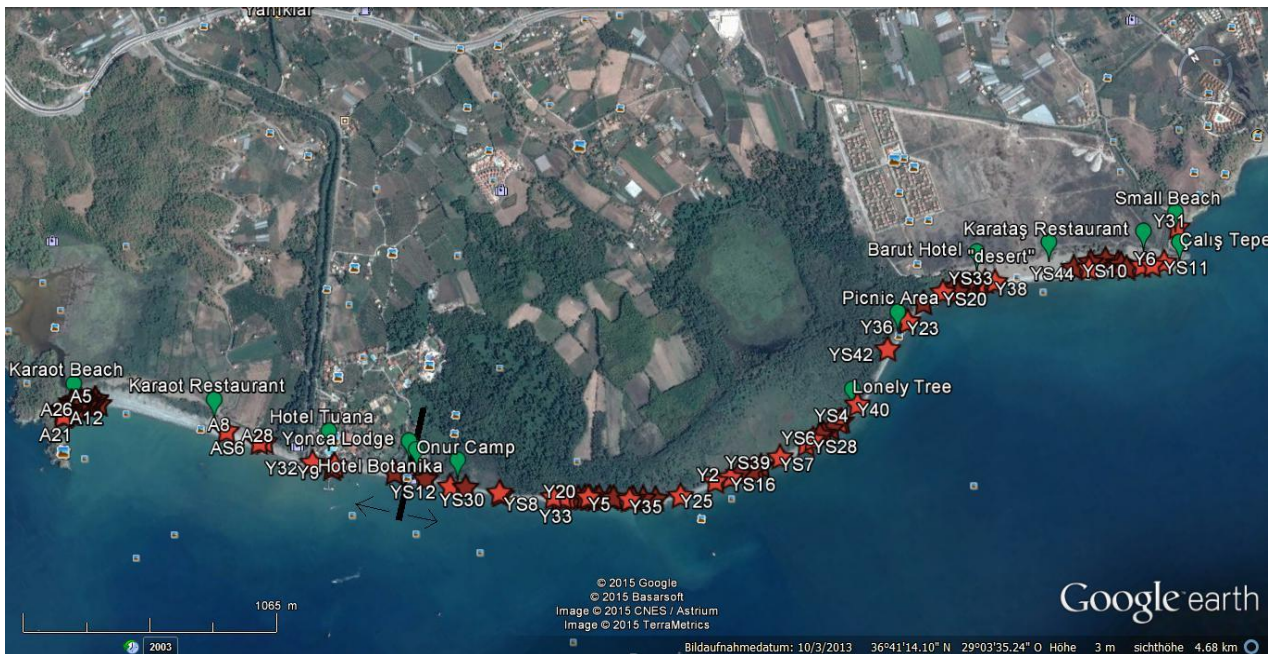 Yanıklar
Small Beach
Y31
Karataş Restaurant
Çalış Tepe
Barut Hotel
"desert"
Y6
YS44
YS10
YS11
YS33
Y38
YS20
Picnic Area
Y36
Y23
YS42
Karaot Beach
A5
A26
A12
A21
Karaot Restaurant
A8
A28
AS6
Hotel Tuana
Yonca Lodge
Onur Camp
Lonely Tree
Y40
YS4
YS6
YS28
Y32
Y9
Hotel Botanika
YS12
YS30
YS8
Y20
Y33
Y5
Y35
Y25
Y2
YS39
YS16
YS7
© 2015 Google
© 2015 Basarsoft
Image © 2015 CNES / Astrium
Image © 2015 TerraMetrics
Google earth
1065 m
2003
Bildaufnahmedatum: 10/3/2013 36°41'14.10" N 29°03'35.24" O Höhe 3 m sichthöhe 4.68 km
N